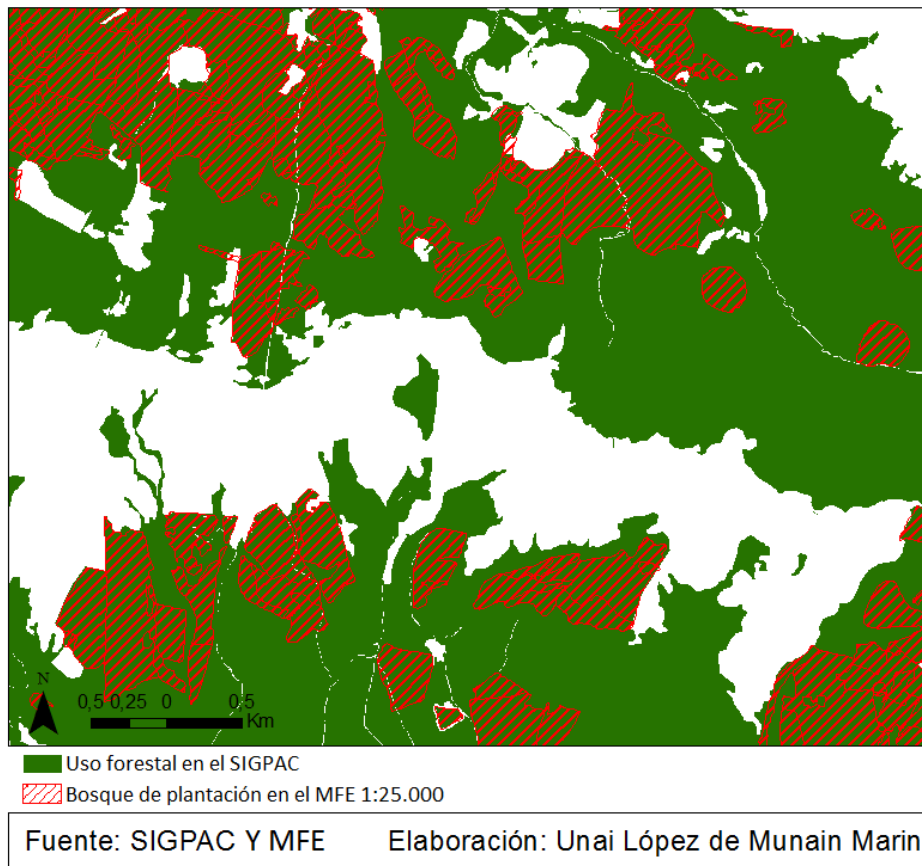 N
0,5 0,25 0 0,5
Km
Uso forestal en el SIGPAC
Bosque de plantación en el MFE 1:25.000
Fuente: SIGPAC Y MFE Elaboración: Unai López de Munain Marin